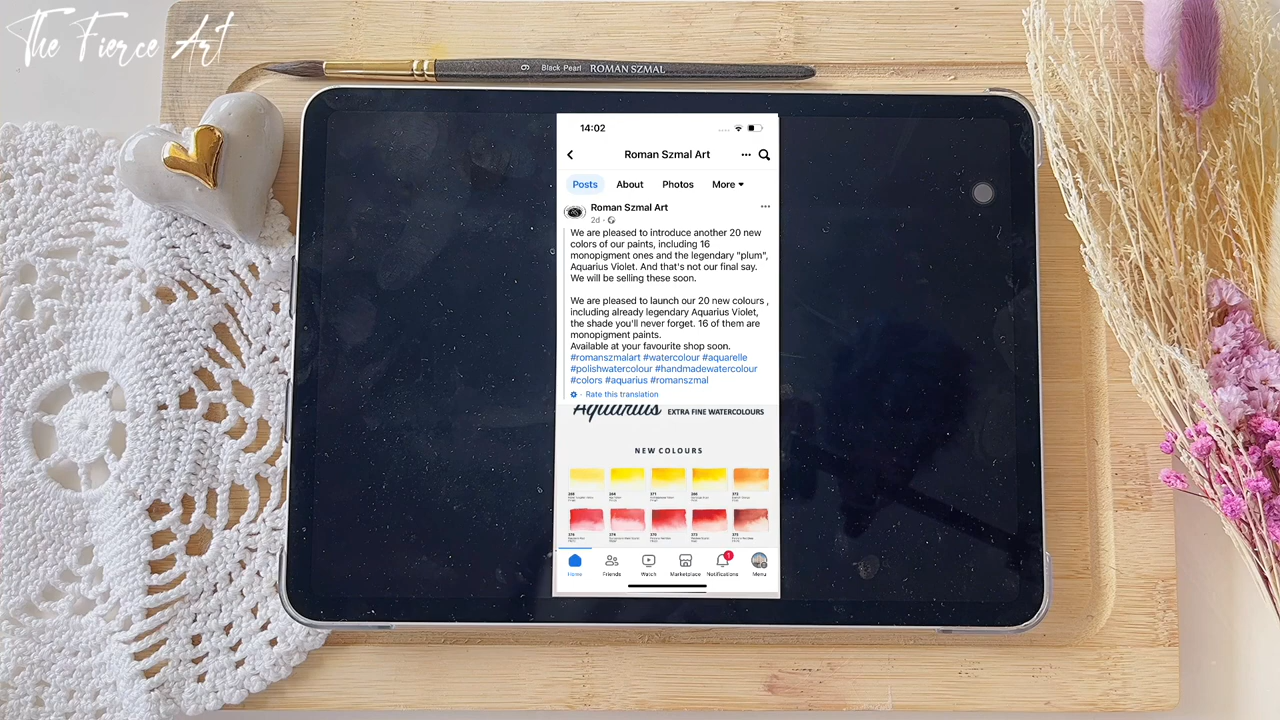 The Fierce Art
9 Black Pearl ROMAN SZMAL
14:02
Roman Szmal Art
Posts About Photos More
Roman Szmal Art
2d
We are pleased to introduce another 20 new
colors of our paints, including 16
monopigment ones and the legendary "plum",
Aquarius Violet. And that's not our final say.
We will be selling these soon.
We are pleased to launch our 20 new colours ,
including already legendary Aquarius Violet,
the shade you'll never forget. 16 of them are
monopigment paints.
Available at your favourite shop soon.
#romanszmalart #watercolour #aquarelle
#polishwatercolour #handmadewatercolour
#colors #aquarius #romanszmal
· Rate this translation
Aquarius EXTRA FINE WATERCOLOURS
NEW COLOURS
1
Home Friends Watch Marketplace Notifications Menu